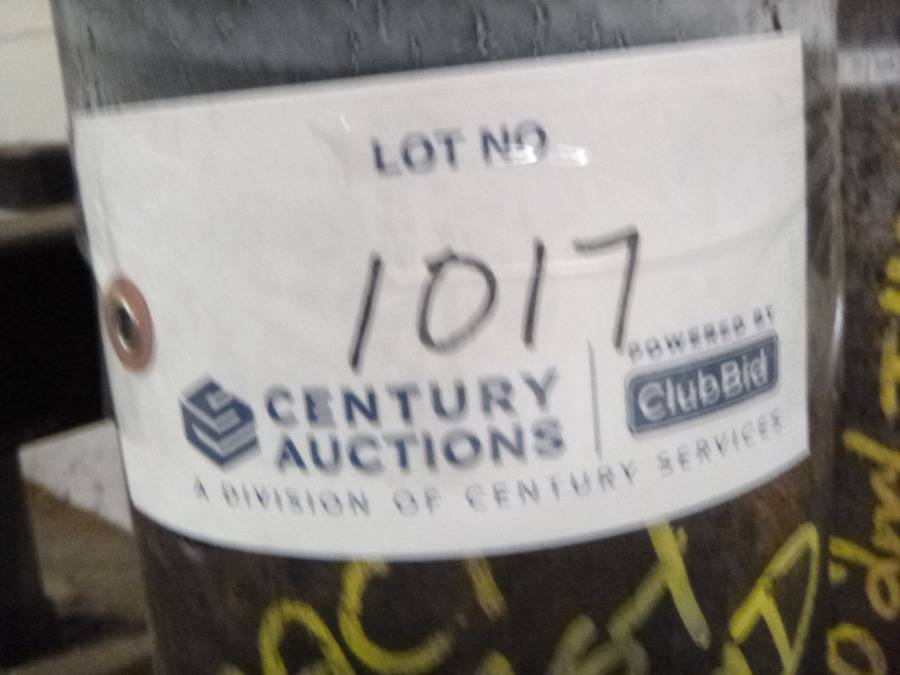 LOT NO
1017
CENTURY
AUCTIONS
POWERED BY
ClubBid
A DIVISION OF CENTURY SERVICES